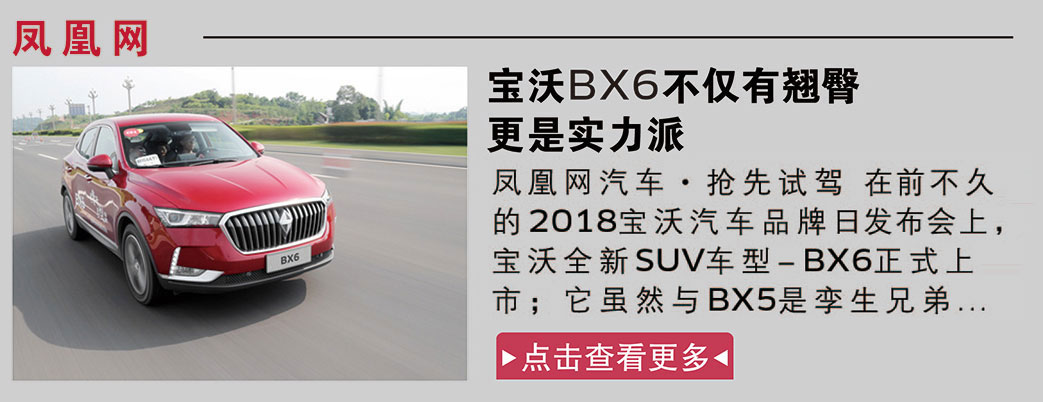 凤凰网
宝沃BX6不仅有翘臀
更是实力派
凤凰网汽车·抢先试驾 在前不久
的2018宝沃汽车品牌日发布会上，
宝沃全新SUV车型–BX6正式上
市；它虽然与BX5是孪生兄弟...
点击查看更多
BX6
BX6